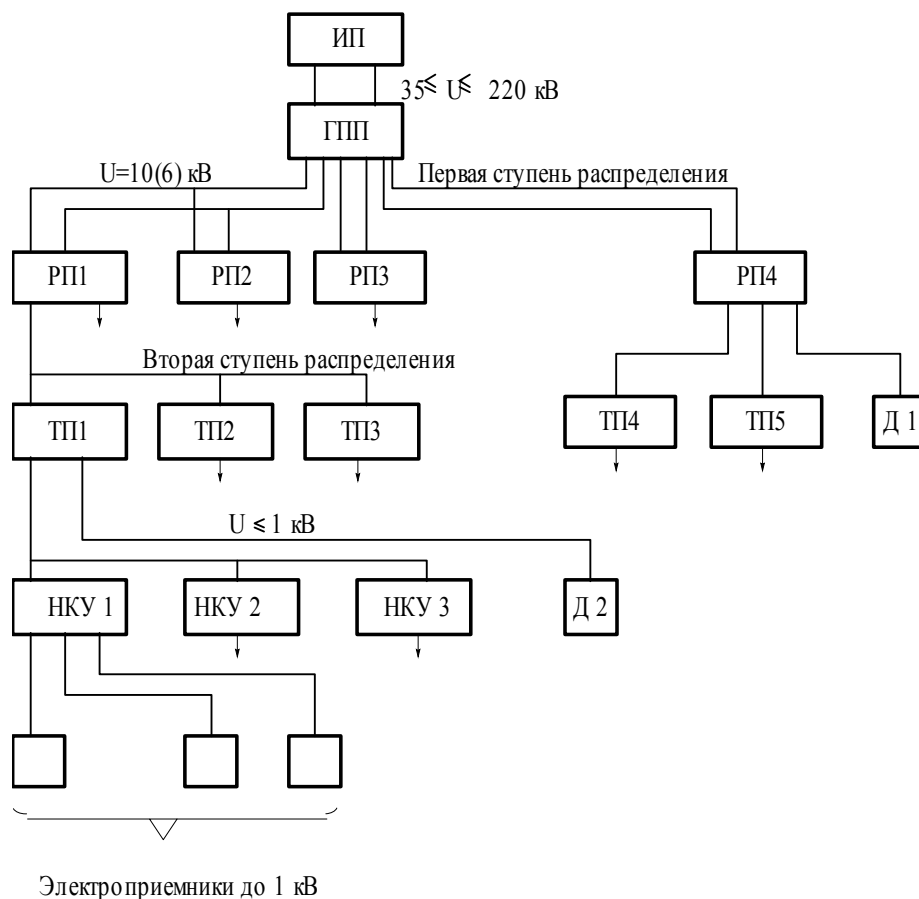 ИП
35≤ U≤ 220 кВ
ГПП
U=10(6) кВ
Первая ступень распределения
РП1
РП2
РП3
РП4
Вторая ступень распределения
ТП1
ТП2
ТП3
ТП4
ТП5
Д 1
U ≤ 1 кВ
НКУ 1
НКУ 2
НКУ 3
Д 2
Электроприемники до 1 кВ